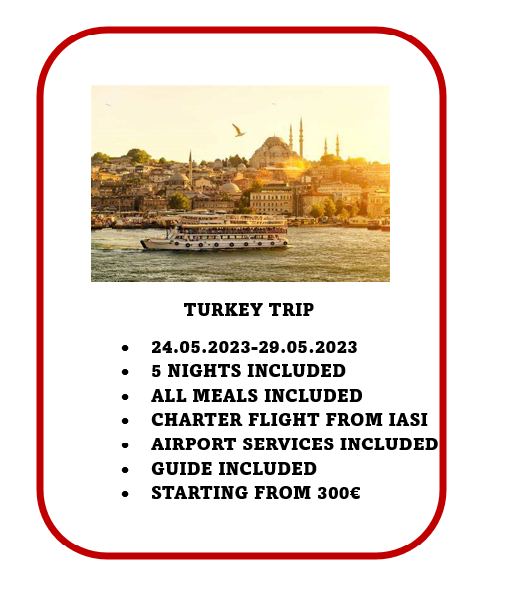 TURKEY TRIP
• 24.05.2023-29.05.2023
• 5 NIGHTS INCLUDED
• ALL MEALS INCLUDED
• CHARTER FLIGHT FROM IASI
• AIRPORT SERVICES INCLUDED
• GUIDE INCLUDED
• STARTING FROM 300€